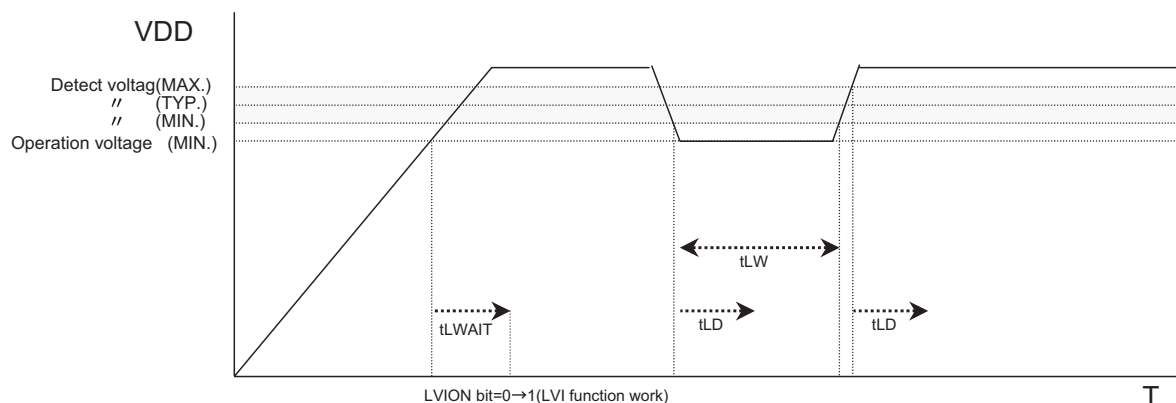 VDD
Detect voltag(MAX.)
〃 (TYP.)
〃 (MIN.)
Operation voltage (MIN.)
tLW
tLWAIT
tLD
tLD
LVION bit=0→1(LVI function work)
T